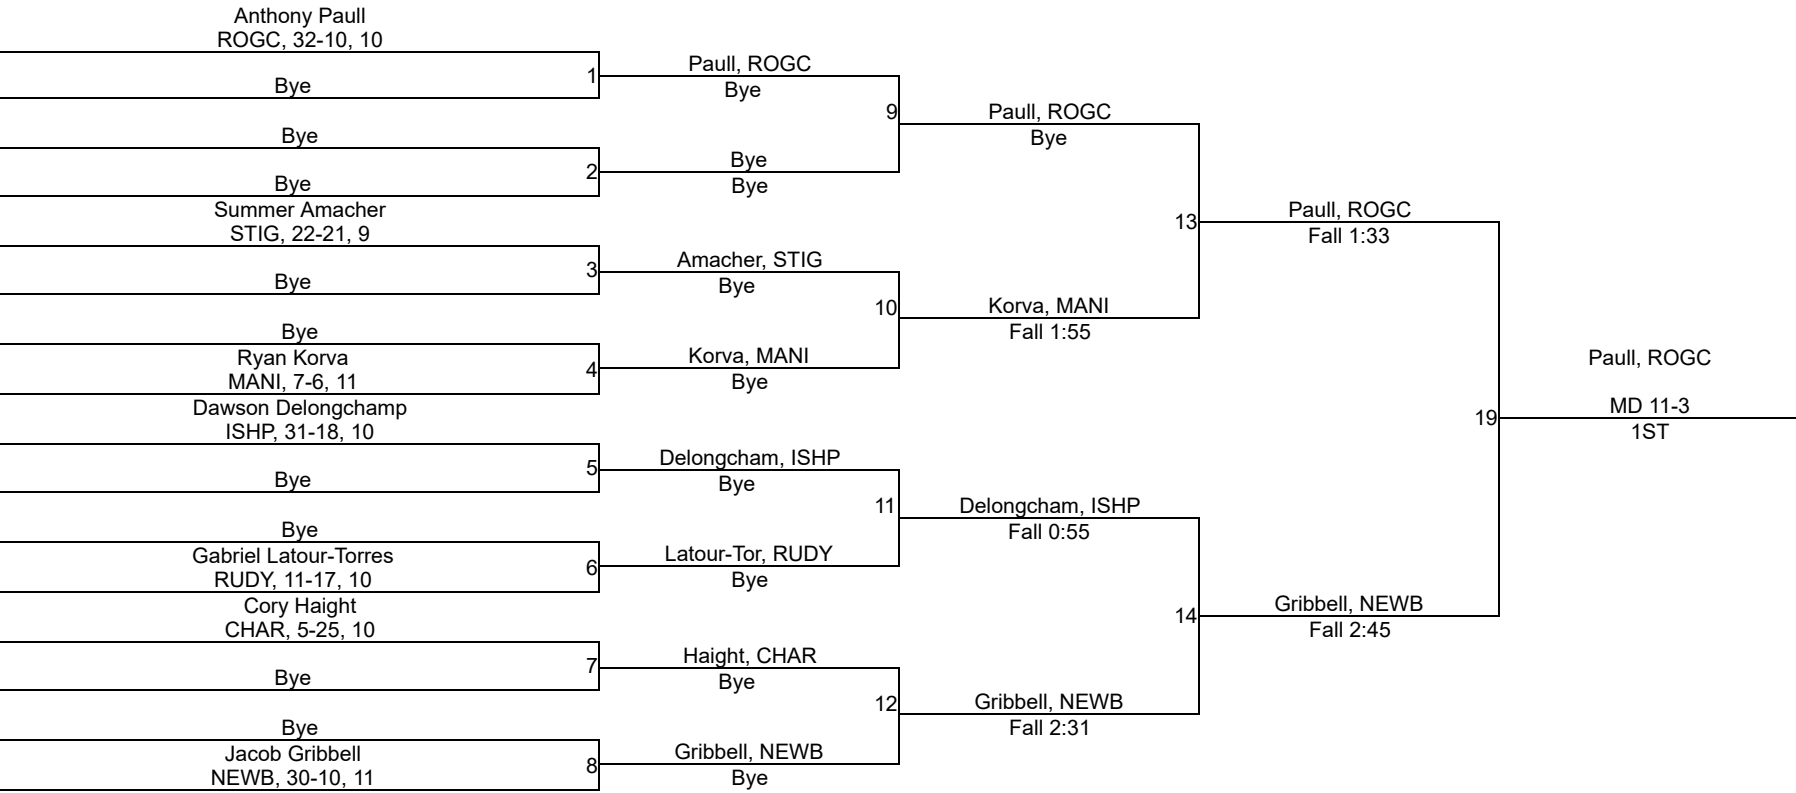 Anthony Paull
ROGC, 32-10, 10
Bye
1
Bye
Bye
2
Summer Amacher
STIG, 22-21, 9
Bye
3
Bye
Ryan Korva
MANI, 7-6, 11
4
Dawson Delongchamp
ISHP, 31-18, 10
Bye
5
Bye
Gabriel Latour-Torres
RUDY, 11-17, 10
6
Cory Haight
CHAR, 5-25, 10
Bye
7
Bye
Jacob Gribbell
NEWB, 30-10, 11
8
Paull, ROGC
Bye
9
Bye
Bye
Amacher, STIG
Bye
10
Korva, MANI
Bye
Delongcham, ISHP
Bye
11
Latour-Tor, RUDY
Bye
Haight, CHAR
Bye
12
Gribbell, NEWB
Bye
Paull, ROGC
Bye
13
Korva, MANI
Fall 1:55
Delongcham, ISHP
Fall 0:55
14
Gribbell, NEWB
Fall 2:31
Paull, ROGC
Fall 1:33
19
Gribbell, NEWB
Fall 2:45
Paull, ROGC
MD 11-3
1ST